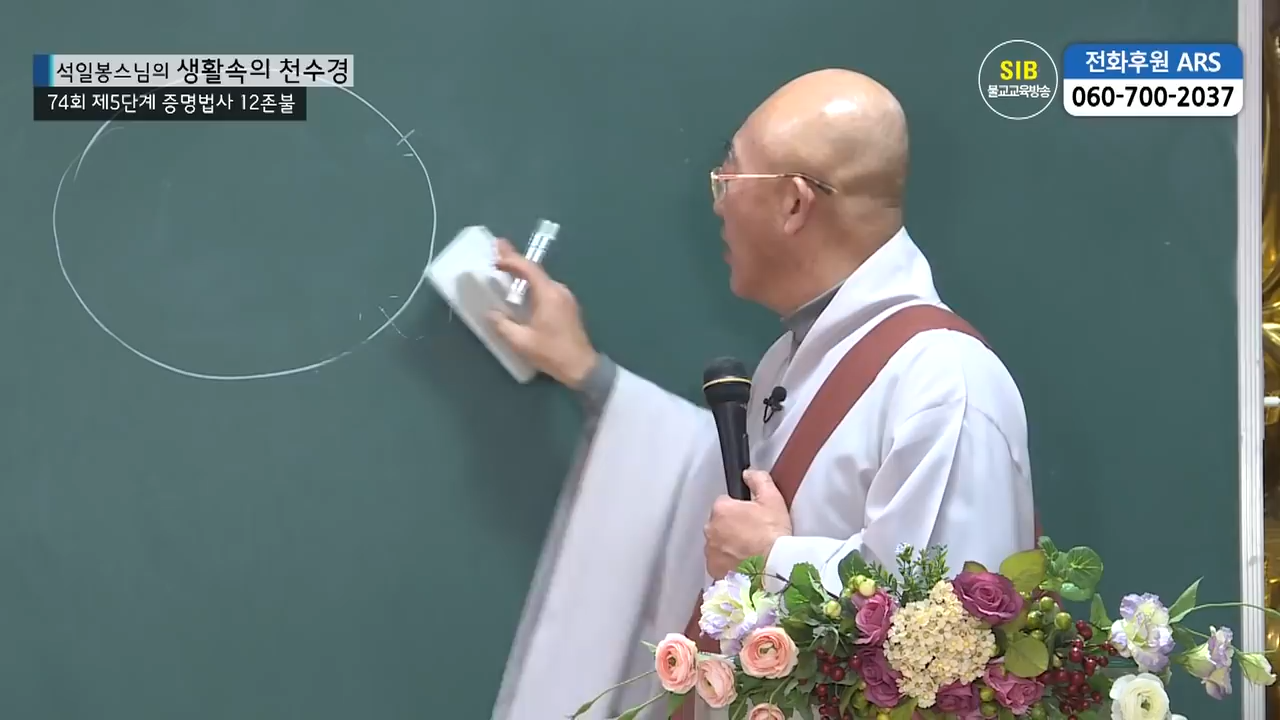 석일봉스님의 생활속의 천수경
74회 제5단계 증명법사 12존불
SIB
불교교육방송
전화후원 ARS
060-700-2037